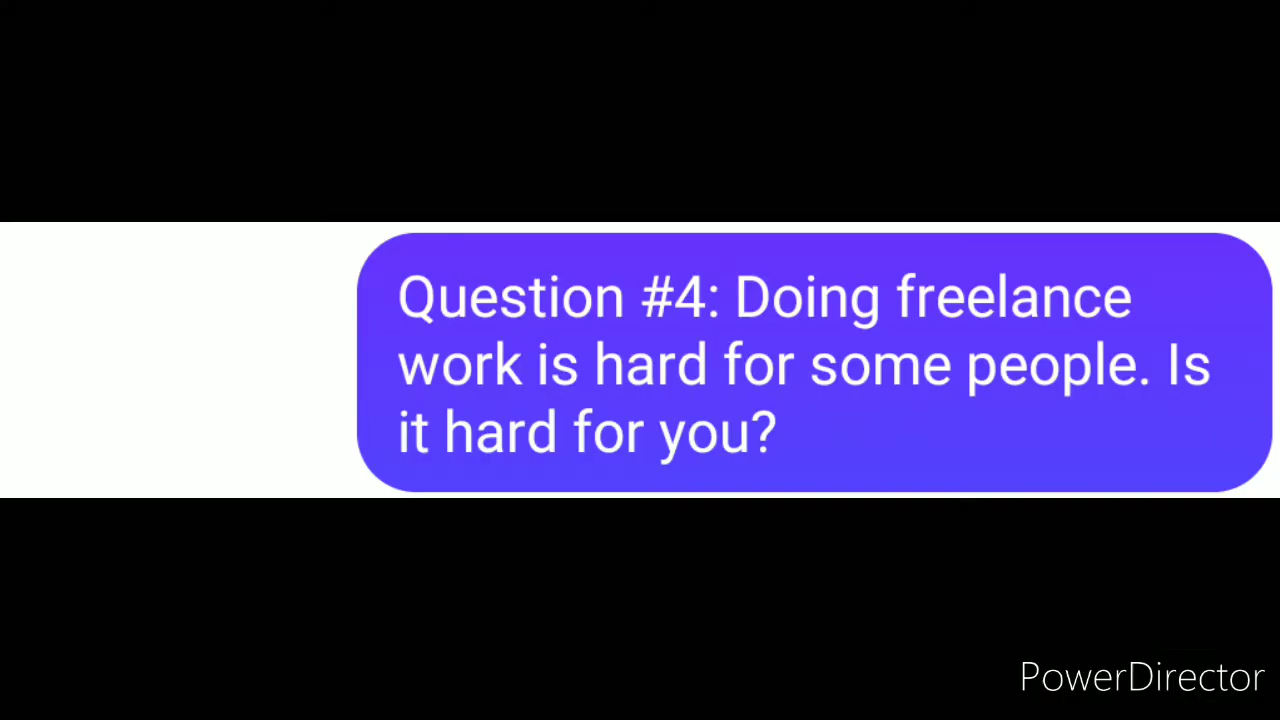 Question #4: Doing freelance
work is hard for some people. Is
it hard for you?
PowerDirector